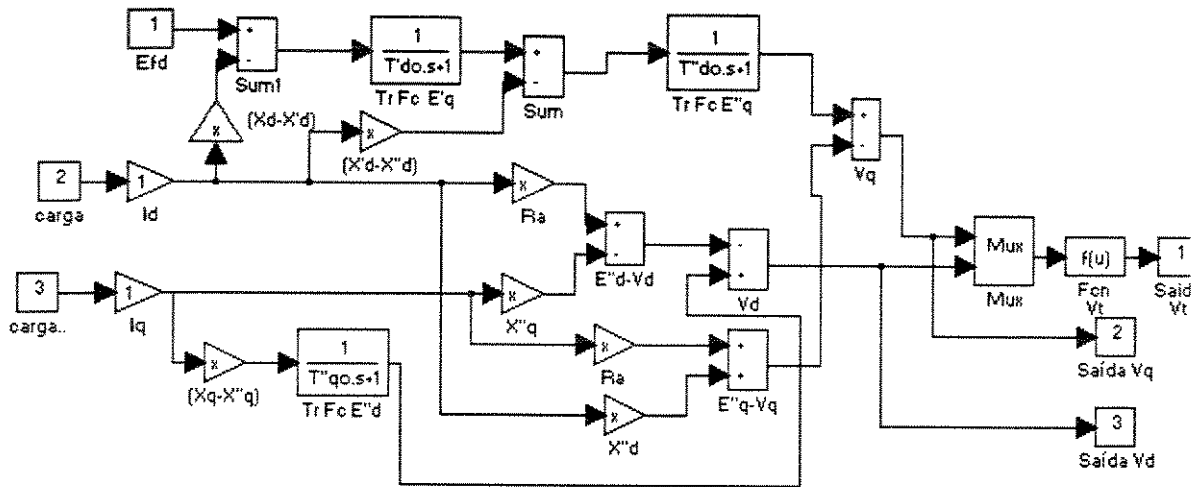 1
Efd
+
-
Sum1
1
T'do.s+1
Tr Fc E'q
+
-
Sum
1
T''do.s+1
Tr Fc E''q
x
(Xd-X'd)
x
(X'd-X''d)
+
-
Vq
2
carga
1
Id
x
Ra
+
-
E''d-Vd
-
+
Vd
Mux
Mux
f(u)
Fcn
Vt
1
Saíd
Vt
3
carga..
1
Iq
x
X''q
x
Ra
+
+
E''q-Vq
2
Saída Vq
x
(Xq-X''q)
1
T''qo.s+1
Tr Fc E''d
x
X''d
3
Saída Vd